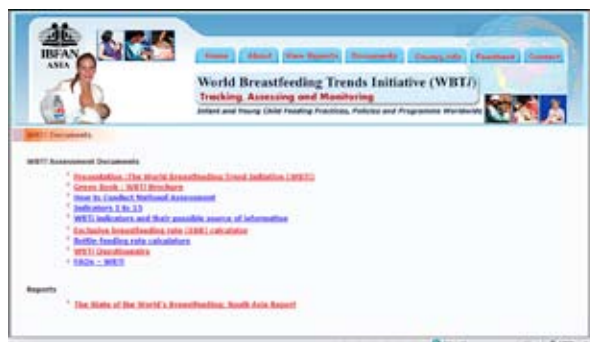 IBFAN
ASIA
Home About View Reports Documents Country info Feedback Contact
World Breastfeeding Trends Initiative (WBTi)
Tracking, Assessing and Monitoring
Infant and Young Child Feeding Practices, Policies and Programme Worldwide
WBTi Documents
WBTi Assessment Documents
Presentation :The World Breastfeeding Trend Initiative (WBTi)
Green Book : WBTi Brochure
How to Conduct National Assessment
Indicators 1 to 15
WBTi indicators and their possible source of information
Exclusive breastfeeding rate (EBR) calculator
Bottle feeding rate calculators
WBTi Questionnaire
FAQs - WBTi
Reports
The State of the World's Breastfeeding: South Asia Report